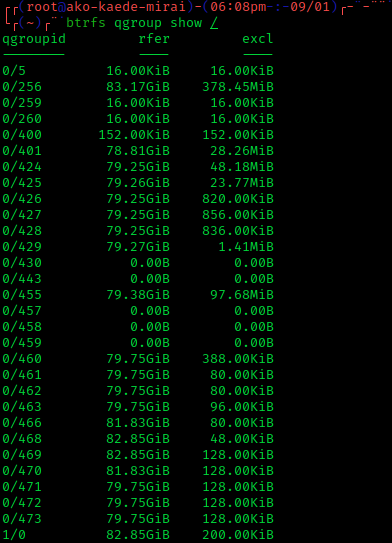 ┌┌(root@ako-kaede-mirai)-(06:08pm-:-09/01)┌-¨-¨¨
└┌(~)┌¨¨btrfs qgroup show /
qgroupid rfer excl
0/5 16.00KiB 16.00KiB
0/256 83.17GiB 378.45MiB
0/259 16.00KiB 16.00KiB
0/260 16.00KiB 16.00KiB
0/400 152.00KiB 152.00KiB
0/401 78.81GiB 28.26MiB
0/424 79.25GiB 48.18MiB
0/425 79.26GiB 23.77MiB
0/426 79.25GiB 820.00KiB
0/427 79.25GiB 856.00KiB
0/428 79.25GiB 836.00KiB
0/429 79.27GiB 1.41MiB
0/430 0.00B 0.00B
0/443 0.00B 0.00B
0/455 79.38GiB 97.68MiB
0/457 0.00B 0.00B
0/458 0.00B 0.00B
0/459 0.00B 0.00B
0/460 79.75GiB 388.00KiB
0/461 79.75GiB 80.00KiB
0/462 79.75GiB 80.00KiB
0/463 79.75GiB 96.00KiB
0/466 81.83GiB 80.00KiB
0/468 82.85GiB 48.00KiB
0/469 82.85GiB 128.00KiB
0/470 81.83GiB 128.00KiB
0/471 79.75GiB 128.00KiB
0/472 79.75GiB 128.00KiB
0/473 79.75GiB 128.00KiB
1/0 82.85GiB 200.00KiB